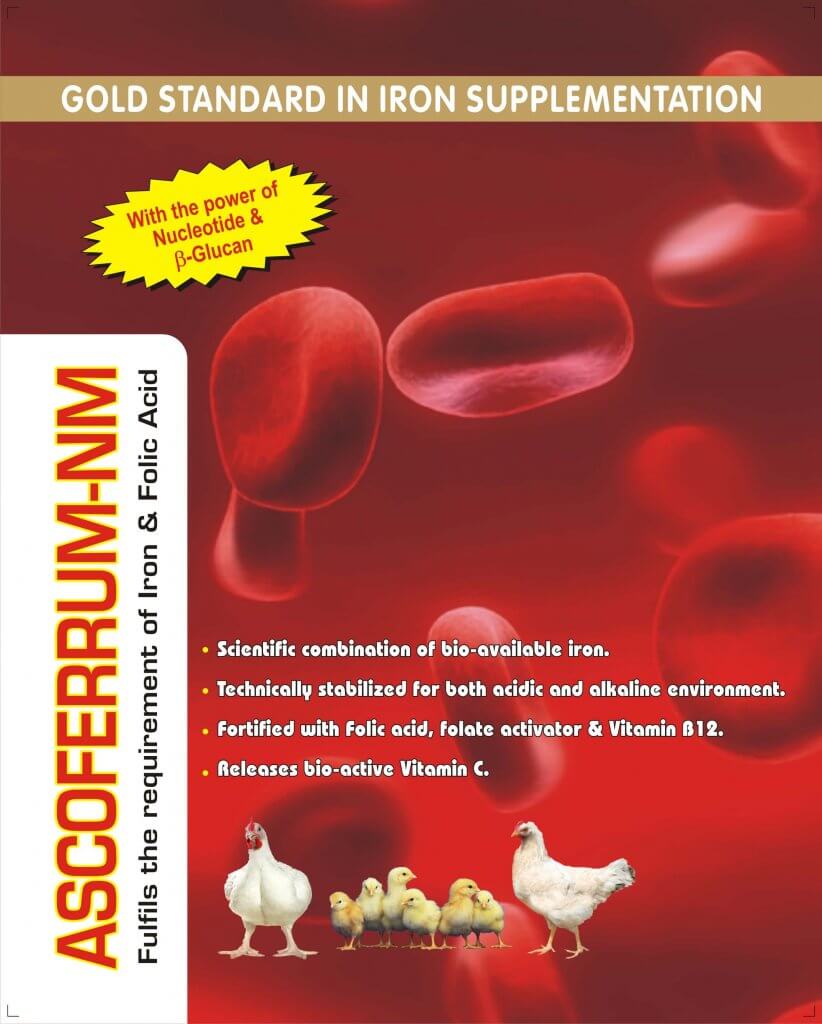 GOLD STANDARD IN IRON SUPPLEMENTATION
With the power of
Nucleotide &
β-Glucan
ASCOFERRUM-NM
Fulfils the requirement of Iron & Folic Acid
• Scientific combination of bio-available iron.
• Technically stabilized for both acidic and alkaline environment.
• Fortified with Folic acid, folate activator & Vitamin B12.
• Releases bio-active Vitamin C.